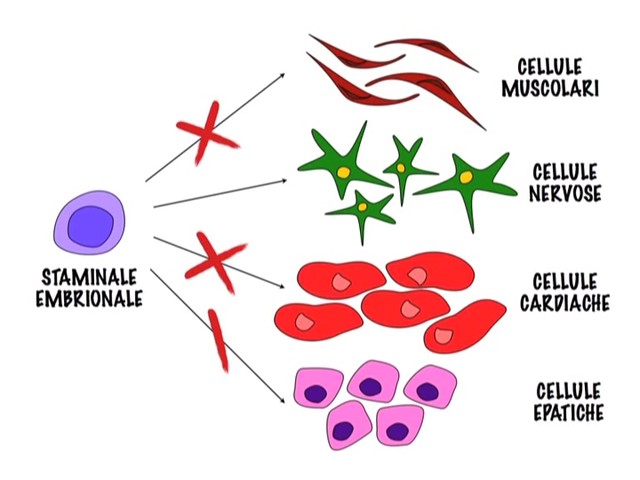 CELLULE
MUSCOLARI
CELLULE
NERVOSE
STAMINALE
EMBRIONALE
CELLULE
CARDIACHE
CELLULE
EPATICHE